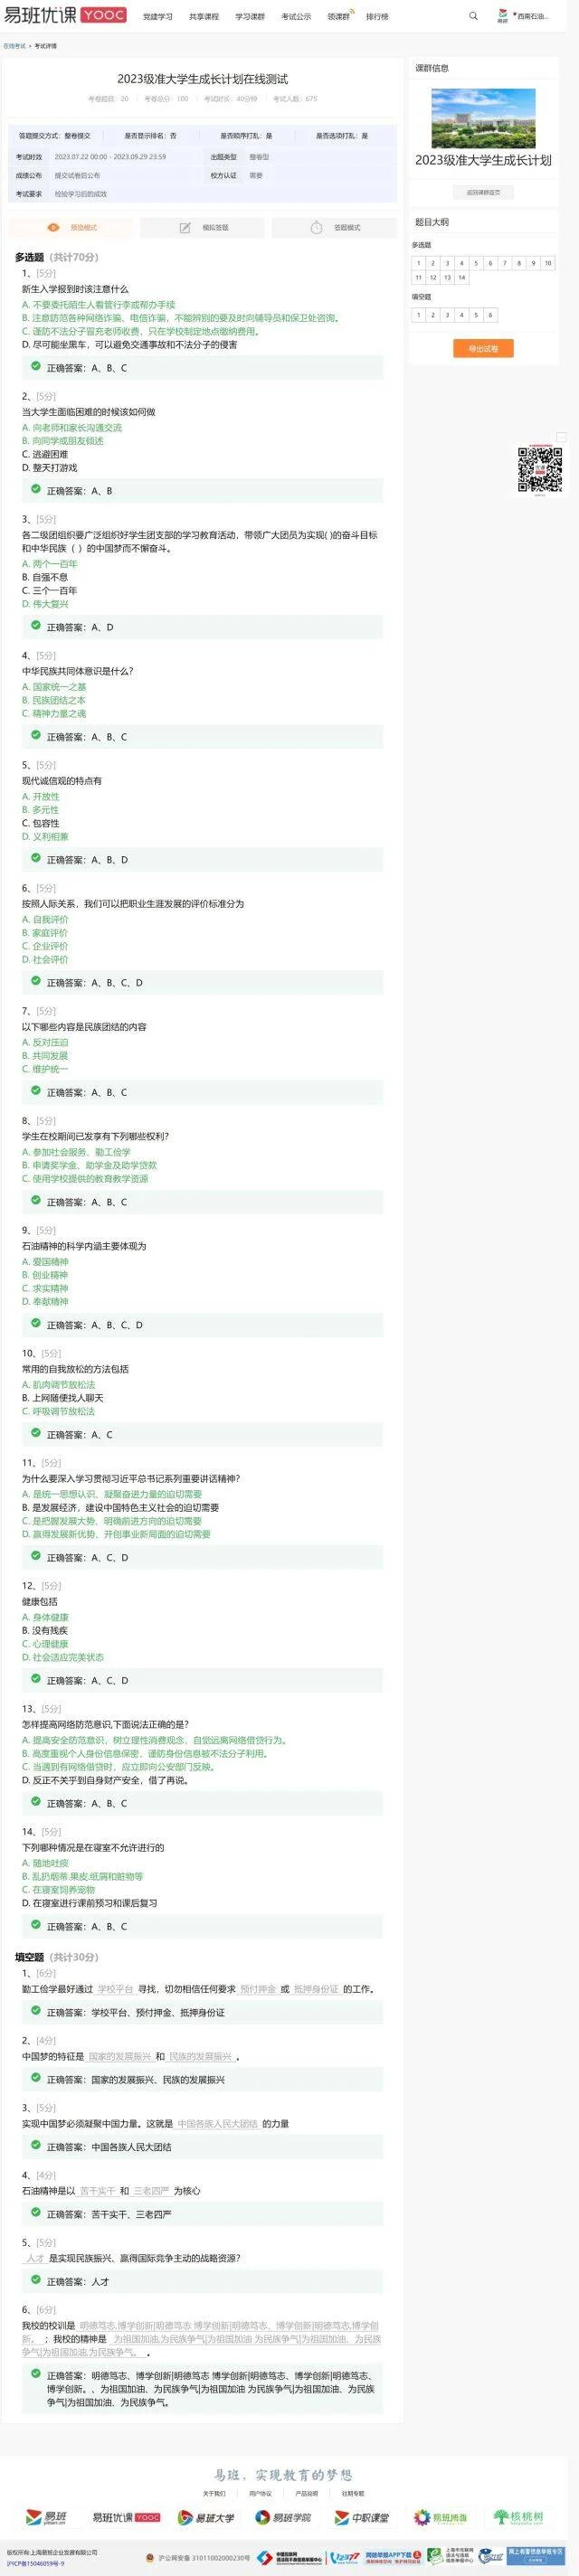 易班优课 YOOC 党建学习 共享课程 学习课群 考试公示 领课群 排行榜 西南石油...
在线考试 > 考试详情
2023级准大学生成长计划在线测试
考卷题目：20 考卷总分：100 考试时长：40分钟 考试人数：675
答题提交方式：整卷提交 是否显示排名：否 是否顺序打乱：是 是否选项打乱：是
考试时效 2023.07.22 00:00 - 2023.09.29 23:59 出题类型 整卷型
成绩公布 提交试卷后公布 校方认证 需要
考试要求 检验学习后的成效
预览模式 模拟答题 答题模式
课群信息
2023级准大学生成长计划
返回课群首页
题目大纲
多选题
1 2 3 4 5 6 7 8 9 10
11 12 13 14
填空题
1 2 3 4 5 6
导出试卷
多选题（共计70分）
1、[5分]
新生入学报到时该注意什么
A. 不要委托陌生人看管行李或帮办手续
B. 注意防范各种网络诈骗、电信诈骗，不能辨别的要及时向辅导员和保卫处咨询。
C. 谨防不法分子冒充老师收费，只在学校制定地点缴纳费用。
D. 尽可能坐黑车，可以避免交通事故和不法分子的侵害
正确答案：A、B、C
2、[5分]
当大学生面临困难的时候该如何做
A. 向老师和家长沟通交流
B. 向同学或朋友倾述
C. 逃避困难
D. 整天打游戏
正确答案：A、B
3、[5分]
各二级团组织要广泛组织好学生团支部的学习教育活动，带领广大团员为实现( )的奋斗目标
和中华民族（ ）的中国梦而不懈奋斗。
A. 两个一百年
B. 自强不息
C. 三个一百年
D. 伟大复兴
正确答案：A、D
4、[5分]
中华民族共同体意识是什么？
A. 国家统一之基
B. 民族团结之本
C. 精神力量之魂
正确答案：A、B、C
5、[5分]
现代诚信观的特点有
A. 开放性
B. 多元性
C. 包容性
D. 义利相兼
正确答案：A、B、D
6、[5分]
按照人际关系，我们可以把职业生涯发展的评价标准分为
A. 自我评价
B. 家庭评价
C. 企业评价
D. 社会评价
正确答案：A、B、C、D
7、[5分]
以下哪些内容是民族团结的内容
A. 反对压迫
B. 共同发展
C. 维护统一
正确答案：A、B、C
8、[5分]
学生在校期间已发享有下列哪些权利？
A. 参加社会服务、勤工俭学
B. 申请奖学金、助学金及助学贷款
C. 使用学校提供的教育教学资源
正确答案：A、B、C
9、[5分]
石油精神的科学内涵主要体现为
A. 爱国精神
B. 创业精神
C. 求实精神
D. 奉献精神
正确答案：A、B、C、D
10、[5分]
常用的自我放松的方法包括
A. 肌肉调节放松法
B. 上网随便找人聊天
C. 呼吸调节放松法
正确答案：A、C
11、[5分]
为什么要深入学习贯彻习近平总书记系列重要讲话精神？
A. 是统一思想认识、凝聚奋进力量的迫切需要
B. 是发展经济，建设中国特色主义社会的迫切需要
C. 是把握发展大势、明确前进方向的迫切需要
D. 赢得发展新优势、开创事业新局面的迫切需要
正确答案：A、C、D
12、[5分]
健康包括
A. 身体健康
B. 没有残疾
C. 心理健康
D. 社会适应完美状态
正确答案：A、C、D
13、[5分]
怎样提高网络防范意识,下面说法正确的是？
A. 提高安全防范意识，树立理性消费观念，自觉远离网络借贷行为。
B. 高度重视个人身份信息保密，谨防身份信息被不法分子利用。
C. 当遇到有网络借贷时，应立即向公安部门反映。
D. 反正不关乎到自身财产安全，借了再说。
正确答案：A、B、C
14、[5分]
下列哪种情况是在寝室不允许进行的
A. 随地吐痰
B. 乱扔烟蒂.果皮.纸屑和脏物等
C. 在寝室饲养宠物
D. 在寝室进行课前预习和课后复习
正确答案：A、B、C
填空题（共计30分）
1、[6分]
勤工俭学最好通过 学校平台 寻找，切勿相信任何要求 预付押金 或 抵押身份证 的工作。
正确答案：学校平台、预付押金、抵押身份证
2、[4分]
中国梦的特征是 国家的发展振兴 和 民族的发展振兴 。
正确答案：国家的发展振兴、民族的发展振兴
3、[5分]
实现中国梦必须凝聚中国力量。这就是 中国各族人民大团结 的力量
正确答案：中国各族人民大团结
4、[4分]
石油精神是以 苦干实干 和 三老四严 为核心
正确答案：苦干实干、三老四严
5、[5分]
人才 是实现民族振兴、赢得国际竞争主动的战略资源？
正确答案：人才
6、[6分]
我校的校训是 明德笃志,博学创新|明德笃志 博学创新|明德笃志、博学创新|明德笃志,博学创
新。 ；我校的精神是 为祖国加油,为民族争气|为祖国加油 为民族争气|为祖国加油、为民族
争气|为祖国加油,为民族争气。 。
正确答案：明德笃志、博学创新|明德笃志 博学创新|明德笃志、博学创新|明德笃志、
博学创新。、为祖国加油、为民族争气|为祖国加油 为民族争气|为祖国加油、为民族
争气|为祖国加油、为民族争气。
易班，实现教育的梦想
关于我们 用户协议 产品说明 往期专题
易班 yiban.cn 易班优课 YOOC 易班大学 易班学院 中职课堂 易班博雅 核桃树
版权所有:上海易班企业发展有限公司
沪ICP备15046059号-9
沪公网安备 31011002000230号 12377 网络举报APP下载